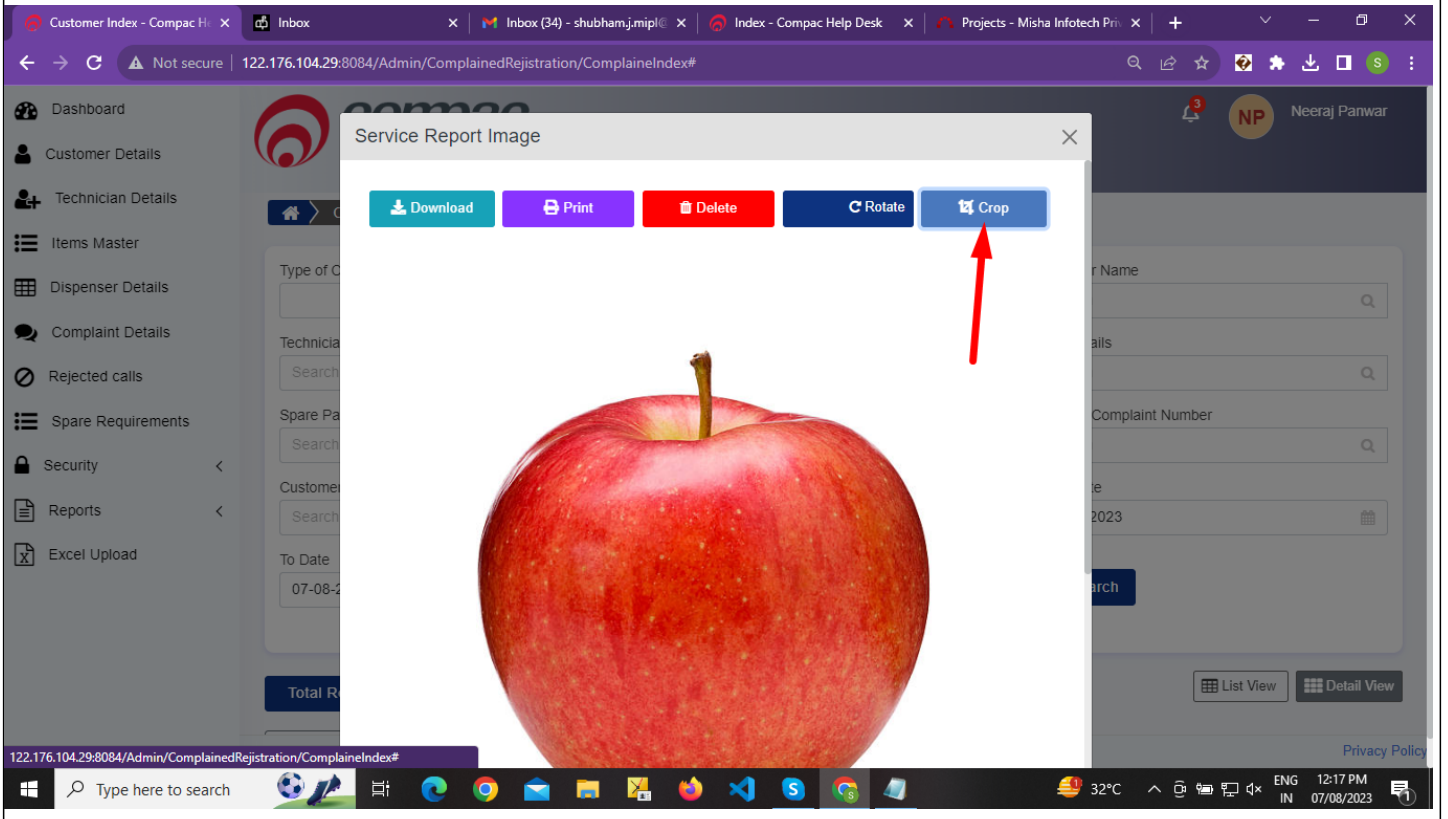 Customer Index - Compac He
Inbox
Inbox (34) - shubham.j.mipl@
Index - Compac Help Desk
Projects - Misha Infotech Priv
Not secure
122.176.104.29:8084/Admin/ComplainedRejistration/ComplaineIndex#
S
Dashboard
Customer Details
Technician Details
Items Master
Dispenser Details
Complaint Details
Rejected calls
Spare Requirements
Security
Reports
Excel Upload
3
NP
Neeraj Panwar
Service Report Image
Download
Print
Delete
Rotate
Crop
Type of C
r Name
Technicia
ails
Search
Spare Pa
Complaint Number
Search
Customer
te
Search
2023
To Date
07-08-2
arch
Total Re
List View
Detail View
Privacy Policy
122.176.104.29:8084/Admin/ComplainedRejistration/ComplaineIndex#
Type here to search
32°C
ENG
IN
12:17 PM
07/08/2023
1